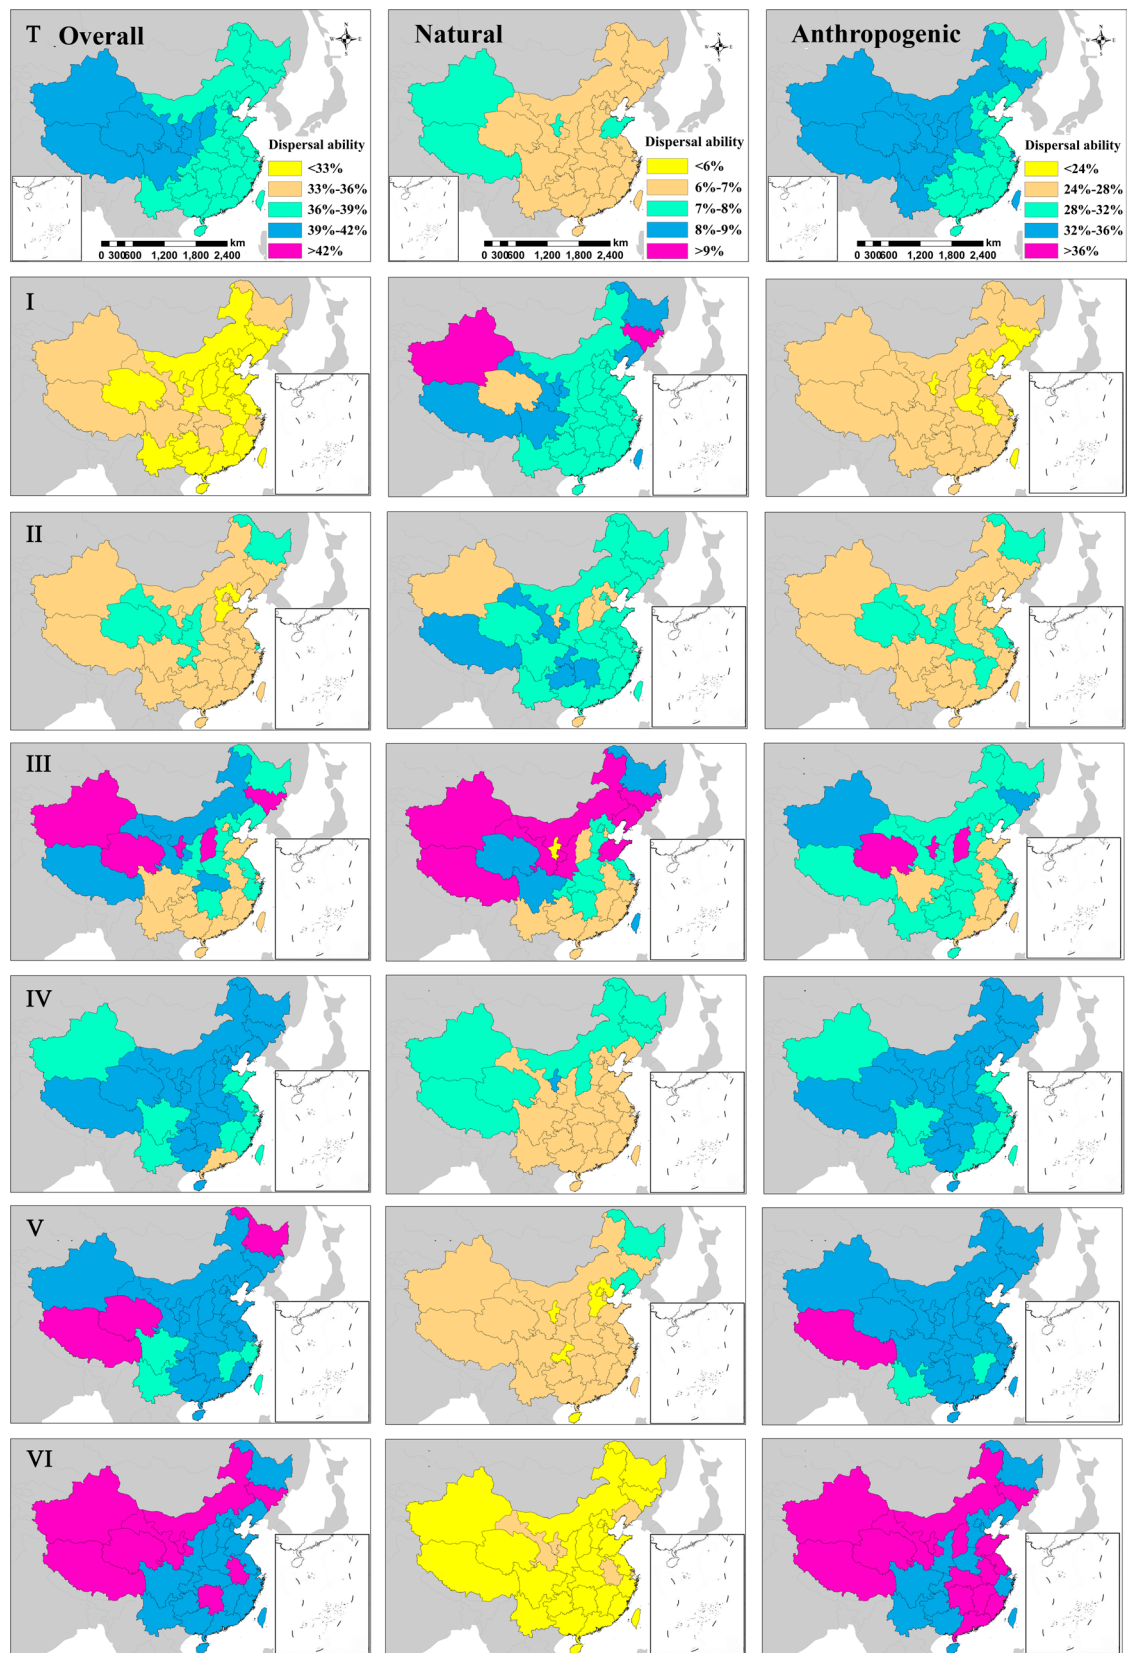 T Overall
Natural
Anthropogenic
N
W E
S
N
W E
S
N
W E
S
Dispersal ability
<33%
33%-36%
36%-39%
39%-42%
>42%
km
0 300600 1,200 1,800 2,400
Dispersal ability
<6%
6%-7%
7%-8%
8%-9%
>9%
km
0 300600 1,200 1,800 2,400
Dispersal ability
<24%
24%-28%
28%-32%
32%-36%
>36%
km
0 300600 1,200 1,800 2,400
I
II
III
IV
V
VI